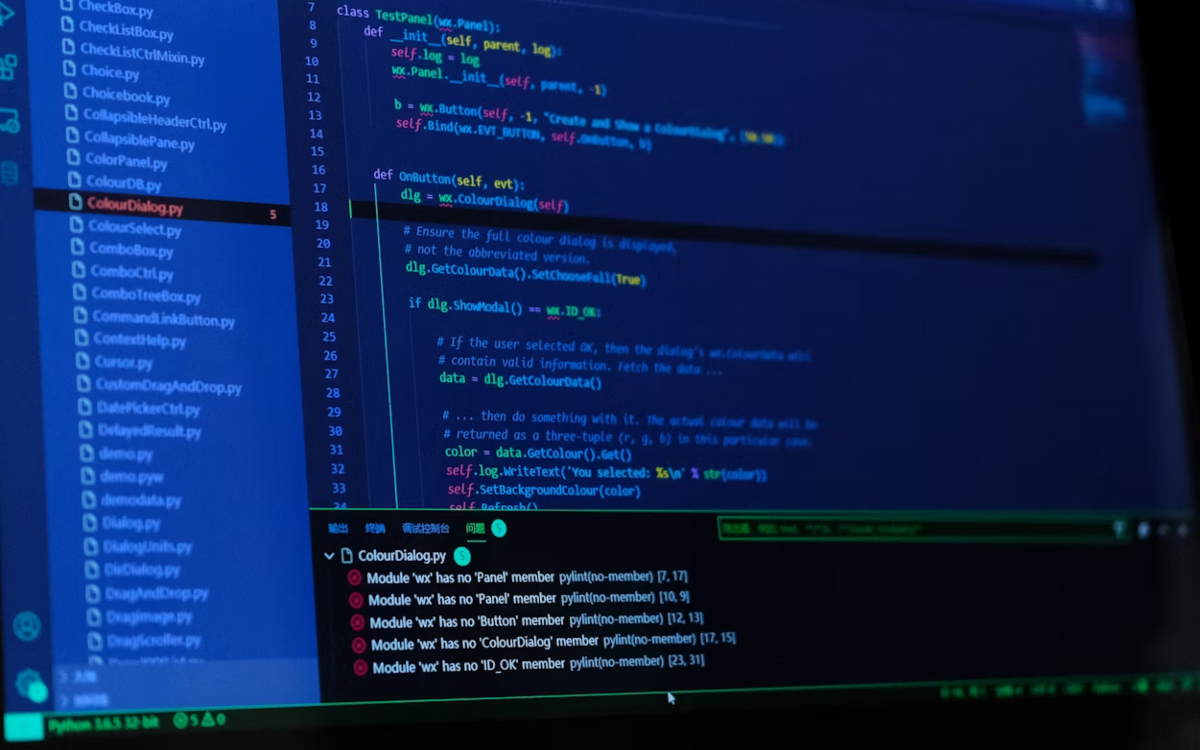 CheckBox.py
CheckListBox.py
CheckListCtrlMixin.py
Choice.py
Choicebook.py
CollapsibleHeaderCtrl.py
CollapsiblePane.py
ColorPanel.py
ColourDB.py
ColourDialog.py 5
ColourSelect.py
ComboBox.py
ComboCtrl.py
ComboTreeBox.py
CommandLinkButton.py
ContextHelp.py
Cursor.py
CustomDragAndDrop.py
DatePickerCtrl.py
DelayedResult.py
demo.py
demo.pyw
demodata.py
Dialog.py
DialogUnits.py
DirDialog.py
DragAndDrop.py
DragImage.py
DragScroller.py
7 class TestPanel(wx.Panel):
8 def __init__(self, parent, log):
9 self.log = log
10 wx.Panel.__init__(self, parent, -1)
11
12 b = wx.Button(self, -1, "Create and Show a ColourDialog", (50,50))
13 self.Bind(wx.EVT_BUTTON, self.OnButton, b)
14
15
16 def OnButton(self, evt):
17 dlg = wx.ColourDialog(self)
18
19 # Ensure the full colour dialog is displayed,
20 # not the abbreviated version.
21 dlg.GetColourData().SetChooseFull(True)
22
23 if dlg.ShowModal() == wx.ID_OK:
24
25 # If the user selected OK, then the dialog's wx.ColourData will
26 # contain valid information. Fetch the data ...
27 data = dlg.GetColourData()
28
29 # ... then do something with it. The actual colour data will be
30 # returned as a three-tuple (r, g, b) in this particular case.
31 color = data.GetColour().Get()
32 self.log.WriteText('You selected: %s\n' % str(color))
33 self.SetBackgroundColour(color)
34 self.Refresh()
输出 终端 调试控制台 问题 5
ColourDialog.py 5
Module 'wx' has no 'Panel' member pylint(no-member) [7, 17]
Module 'wx' has no 'Panel' member pylint(no-member) [10, 9]
Module 'wx' has no 'Button' member pylint(no-member) [12, 13]
Module 'wx' has no 'ColourDialog' member pylint(no-member) [17, 15]
Module 'wx' has no 'ID_OK' member pylint(no-member) [23, 31]
大纲
Python 3.6.5 32-bit 5 0